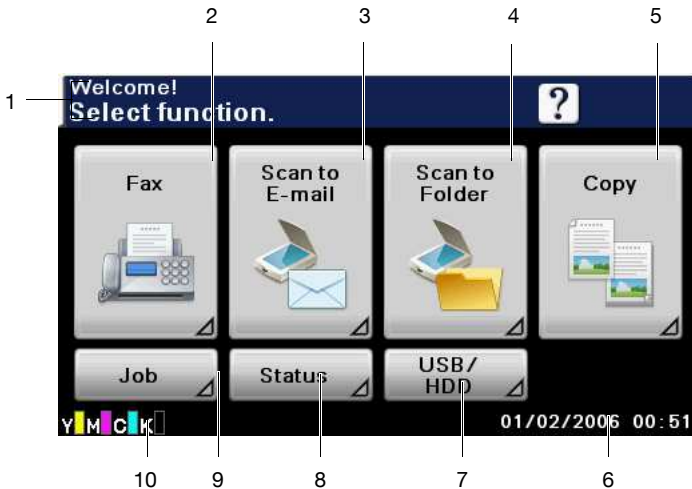 2 3 4 5
1
Welcome!
Select function.
?
Fax
Scan to
E-mail
Scan to
Folder
Copy
Job
Status
USB/
HDD
Y M C K
01/02/2006 00:51
10 9 8 7 6